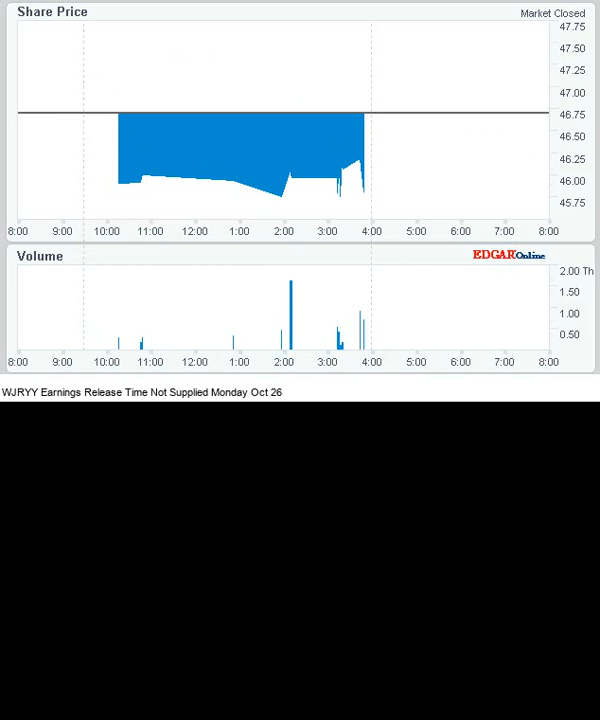 Share Price
Market Closed
47.75
47.50
47.25
47.00
46.75
46.50
46.25
46.00
45.75
8:00 9:00 10:00 11:00 12:00 1:00 2:00 3:00 4:00 5:00 6:00 7:00 8:00
Volume
EDGAR Online
2.00 Th
1.50
1.00
0.50
8:00 9:00 10:00 11:00 12:00 1:00 2:00 3:00 4:00 5:00 6:00 7:00 8:00
WJRYY Earnings Release Time Not Supplied Monday Oct 26